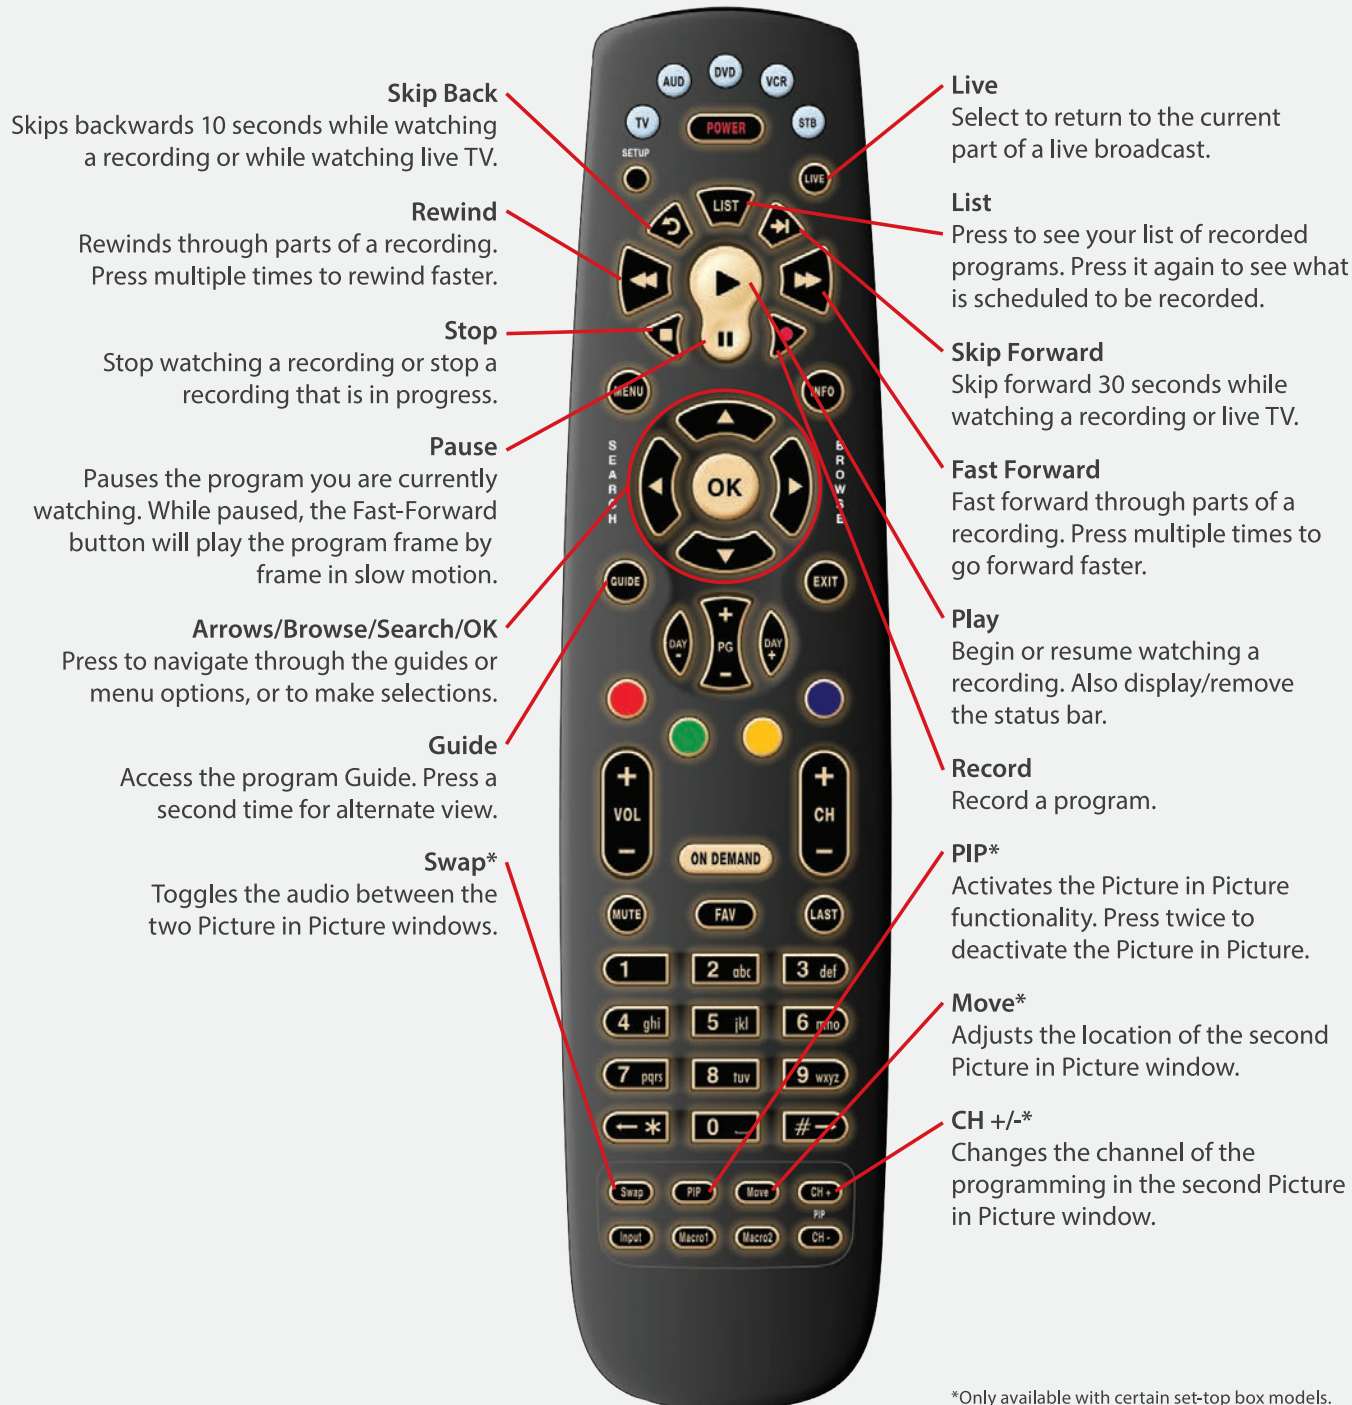 Skip Back
Skips backwards 10 seconds while watching
a recording or while watching live TV.
Rewind
Rewinds through parts of a recording.
Press multiple times to rewind faster.
Stop
Stop watching a recording or stop a
recording that is in progress.
Pause
Pauses the program you are currently
watching. While paused, the Fast-Forward
button will play the program frame by
frame in slow motion.
Arrows/Browse/Search/OK
Press to navigate through the guides or
menu options, or to make selections.
Guide
Access the program Guide. Press a
second time for alternate view.
Swap*
Toggles the audio between the
two Picture in Picture windows.
AUD DVD VCR
TV POWER STB
SETUP
LIVE
LIST
MENU INFO
SEARCH
OK
BROWSE
GUIDE EXIT
+
DAY - PG DAY +
-
+ +
VOL CH
- -
ON DEMAND
MUTE FAV LAST
1 2 abc 3 def
4 ghi 5 jkl 6 mno
7 pqrs 8 tuv 9 wxyz
←* 0 #→
Swap PIP Move CH +
PIP
Input Macro1 Macro2 CH -
Live
Select to return to the current
part of a live broadcast.
List
Press to see your list of recorded
programs. Press it again to see what
is scheduled to be recorded.
Skip Forward
Skip forward 30 seconds while
watching a recording or live TV.
Fast Forward
Fast forward through parts of a
recording. Press multiple times to
go forward faster.
Play
Begin or resume watching a
recording. Also display/remove
the status bar.
Record
Record a program.
PIP*
Activates the Picture in Picture
functionality. Press twice to
deactivate the Picture in Picture.
Move*
Adjusts the location of the second
Picture in Picture window.
CH +/-*
Changes the channel of the
programming in the second Picture
in Picture window.
*Only available with certain set-top box models.